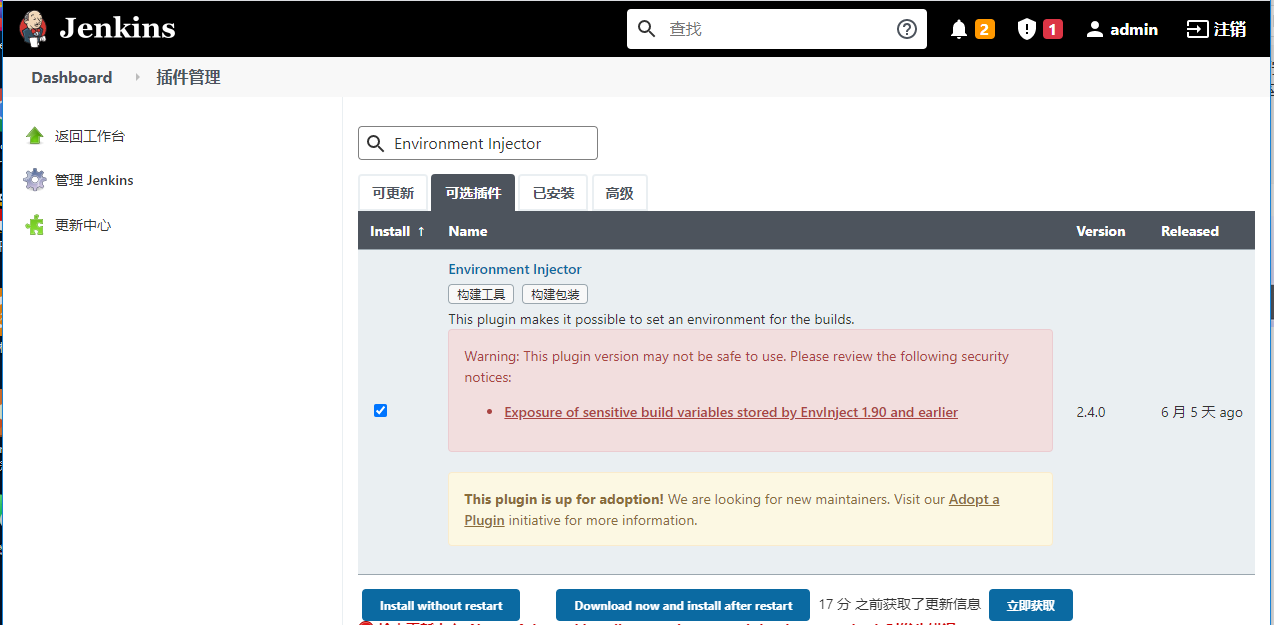 Jenkins
查找
2
1
admin
注销
Dashboard
插件管理
返回工作台
管理 Jenkins
更新中心
Environment Injector
可更新
可选插件
已安装
高级
Install ↑ Name Version Released
Environment Injector
构建工具 构建包装
This plugin makes it possible to set an environment for the builds.
Warning: This plugin version may not be safe to use. Please review the following security
notices:
• Exposure of sensitive build variables stored by EnvInject 1.90 and earlier
2.4.0
6 月 5 天 ago
This plugin is up for adoption! We are looking for new maintainers. Visit our Adopt a
Plugin initiative for more information.
Install without restart
Download now and install after restart
17 分 之前获取了更新信息
立即获取